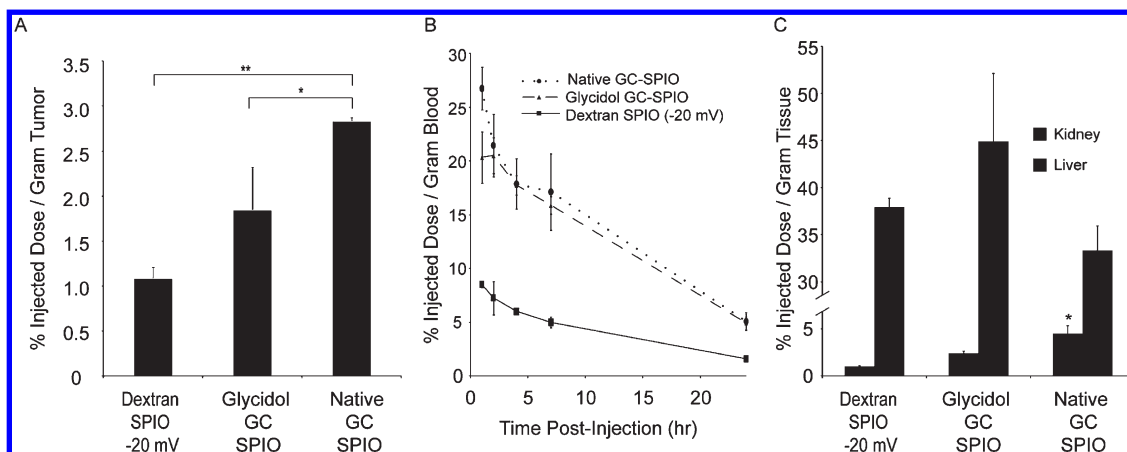 A
% Injected Dose / Gram Tumor
3.5
3.0
2.5
2.0
1.5
1.0
0.5
0
**
*
Dextran
SPIO
-20 mV
Glycidol
GC
SPIO
Native
GC
SPIO
B
% Injected Dose / Gram Blood
30
25
20
15
10
5
0
Native GC-SPIO
Glycidol GC-SPIO
Dextran SPIO (-20 mV)
0
5
10
15
20
Time Post-Injection (hr)
C
% Injected Dose / Gram Tissue
55
50
45
40
35
30
5
0
Kidney
Liver
*
Dextran
SPIO
-20 mV
Glycidol
GC
SPIO
Native
GC
SPIO